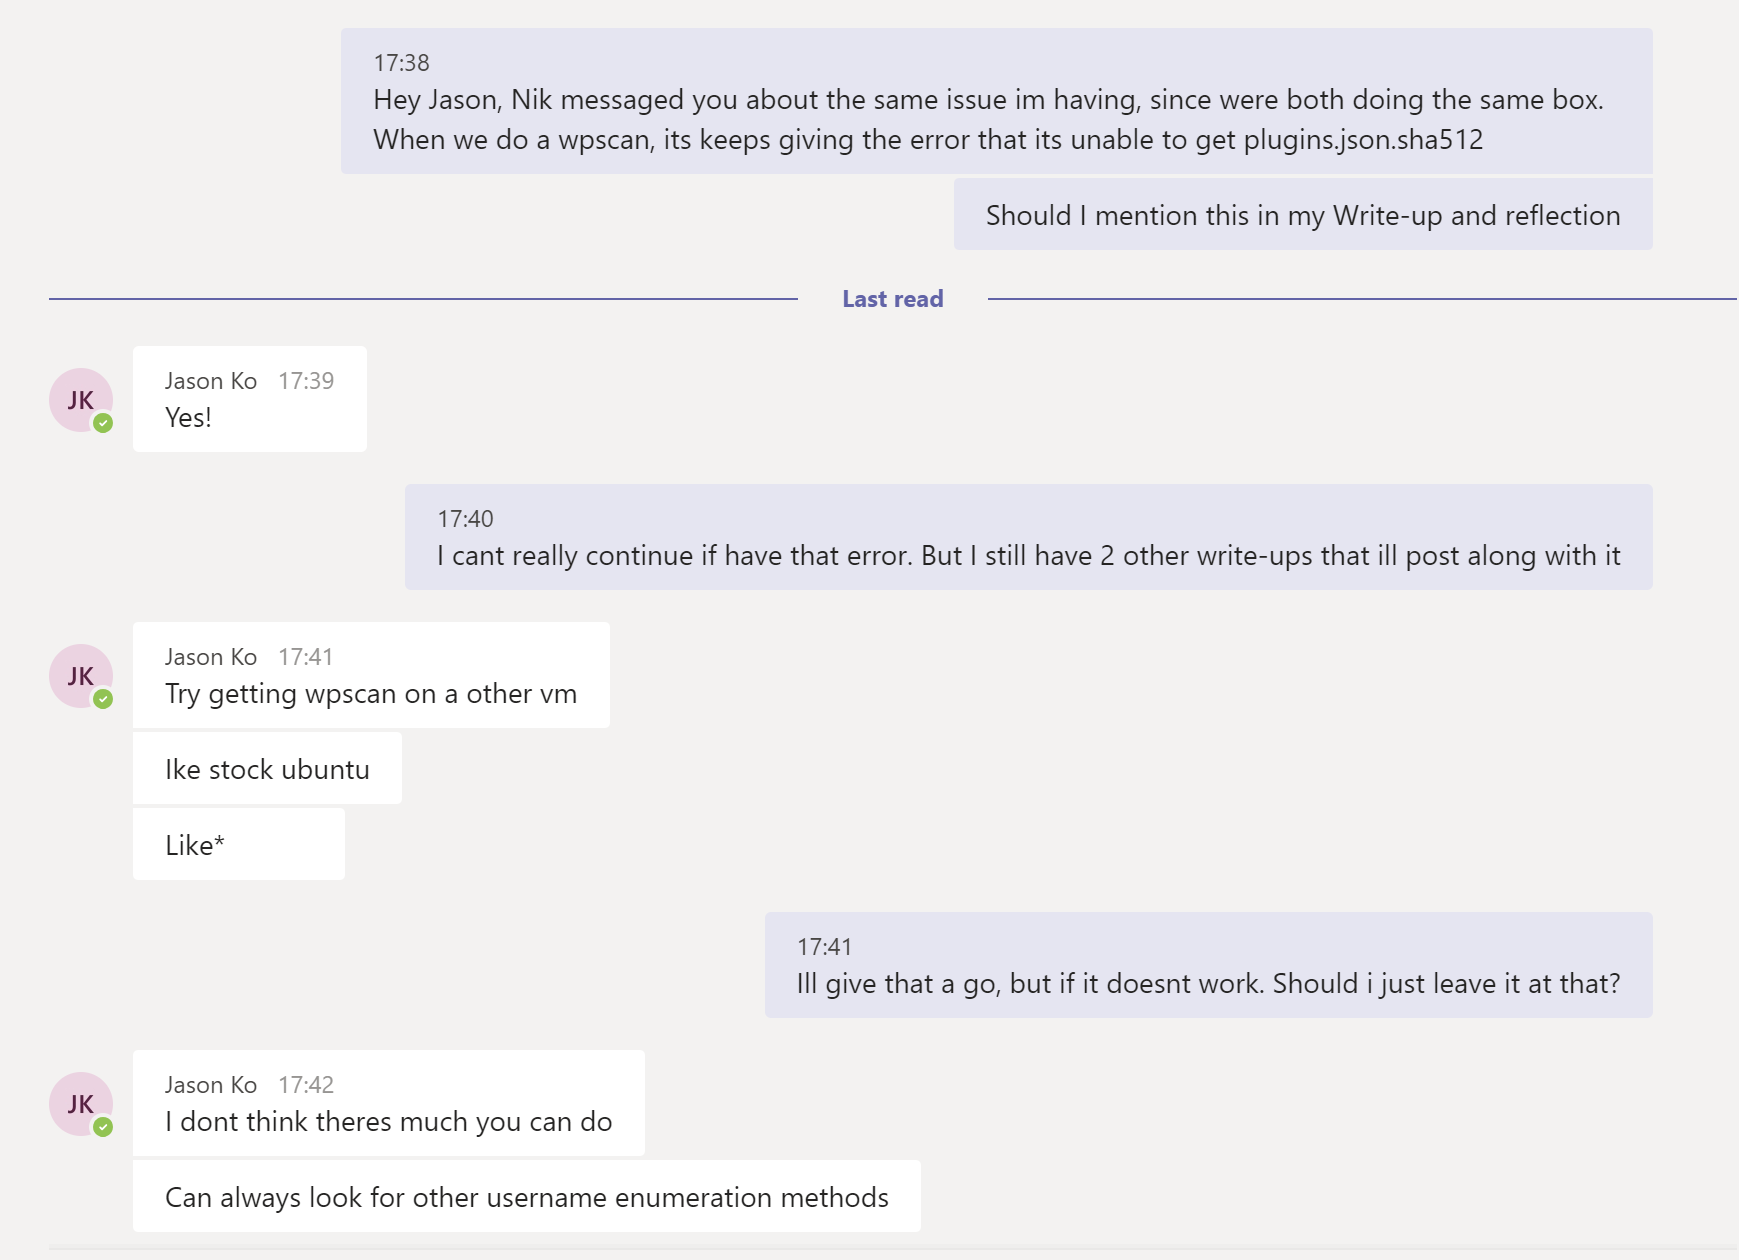 17:38
Hey Jason, Nik messaged you about the same issue im having, since were both doing the same box.
When we do a wpscan, its keeps giving the error that its unable to get plugins.json.sha512
Should I mention this in my Write-up and reflection
Last read
JK
Jason Ko 17:39
Yes!
17:40
I cant really continue if have that error. But I still have 2 other write-ups that ill post along with it
JK
Jason Ko 17:41
Try getting wpscan on a other vm
Ike stock ubuntu
Like*
17:41
Ill give that a go, but if it doesnt work. Should i just leave it at that?
JK
Jason Ko 17:42
I dont think theres much you can do
Can always look for other username enumeration methods